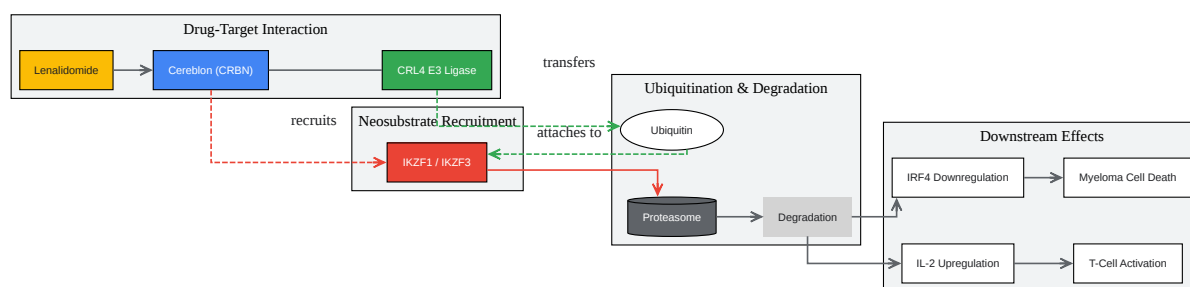 Drug-Target Interaction
Lenalidomide
Cereblon (CRBN)
CRL4 E3 Ligase
transfers
recruits
Neosubstrate Recruitment
IKZF1 / IKZF3
attaches to
Ubiquitination & Degradation
Ubiquitin
Proteasome
Degradation
Downstream Effects
IRF4 Downregulation
Myeloma Cell Death
IL-2 Upregulation
T-Cell Activation